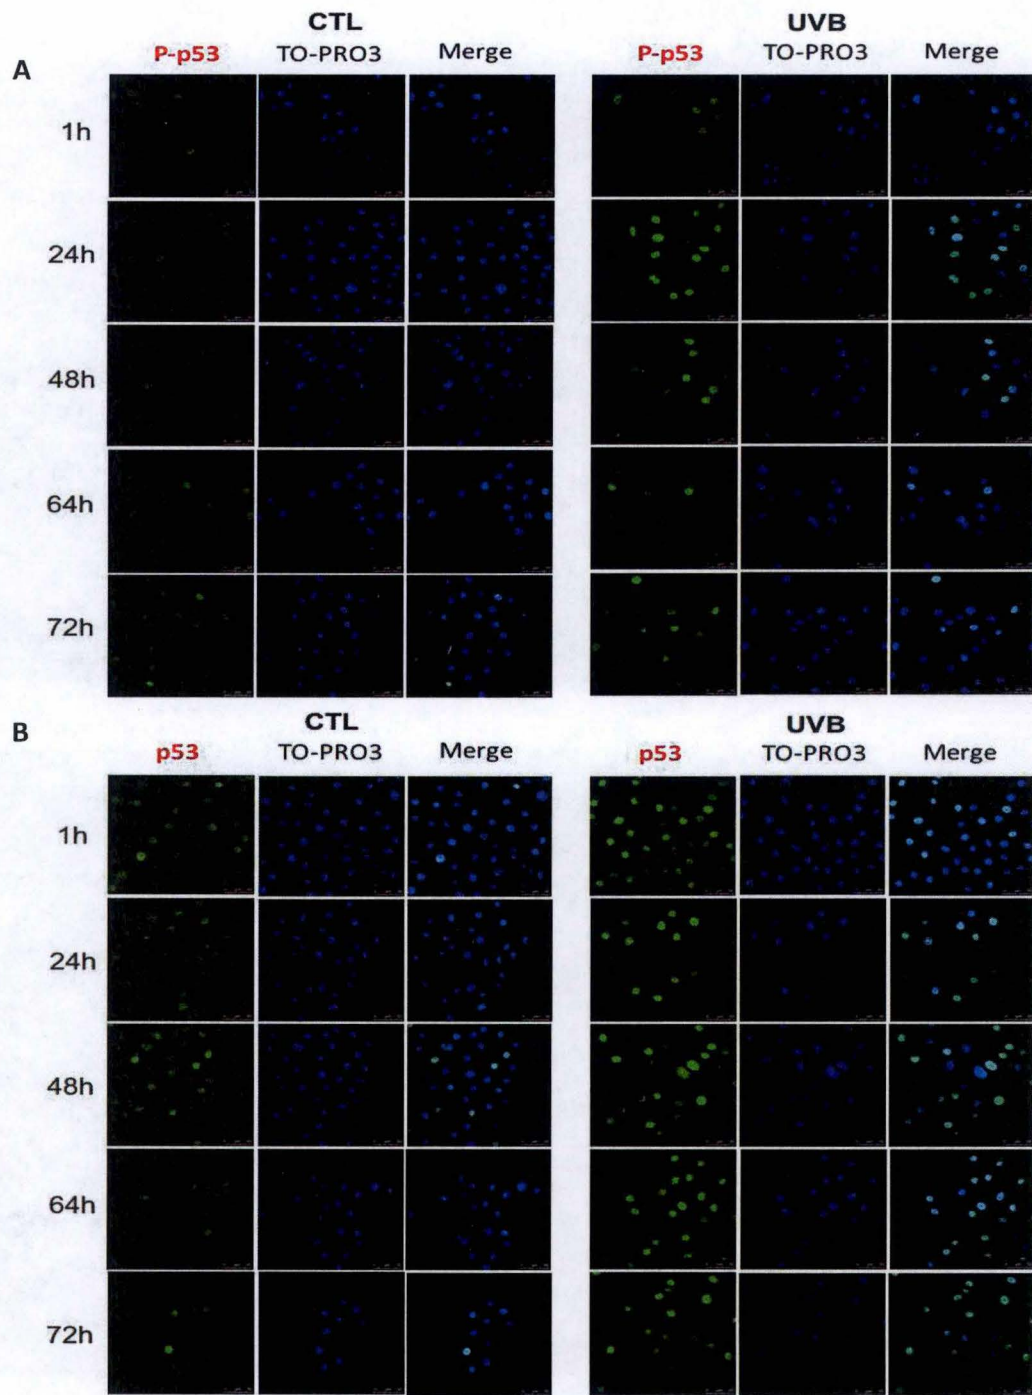 CTL UVB
A P-p53 TO-PRO3 Merge P-p53 TO-PRO3 Merge
1h
24h
48h
64h
72h
CTL UVB
B p53 TO-PRO3 Merge p53 TO-PRO3 Merge
1h
24h
48h
64h
72h